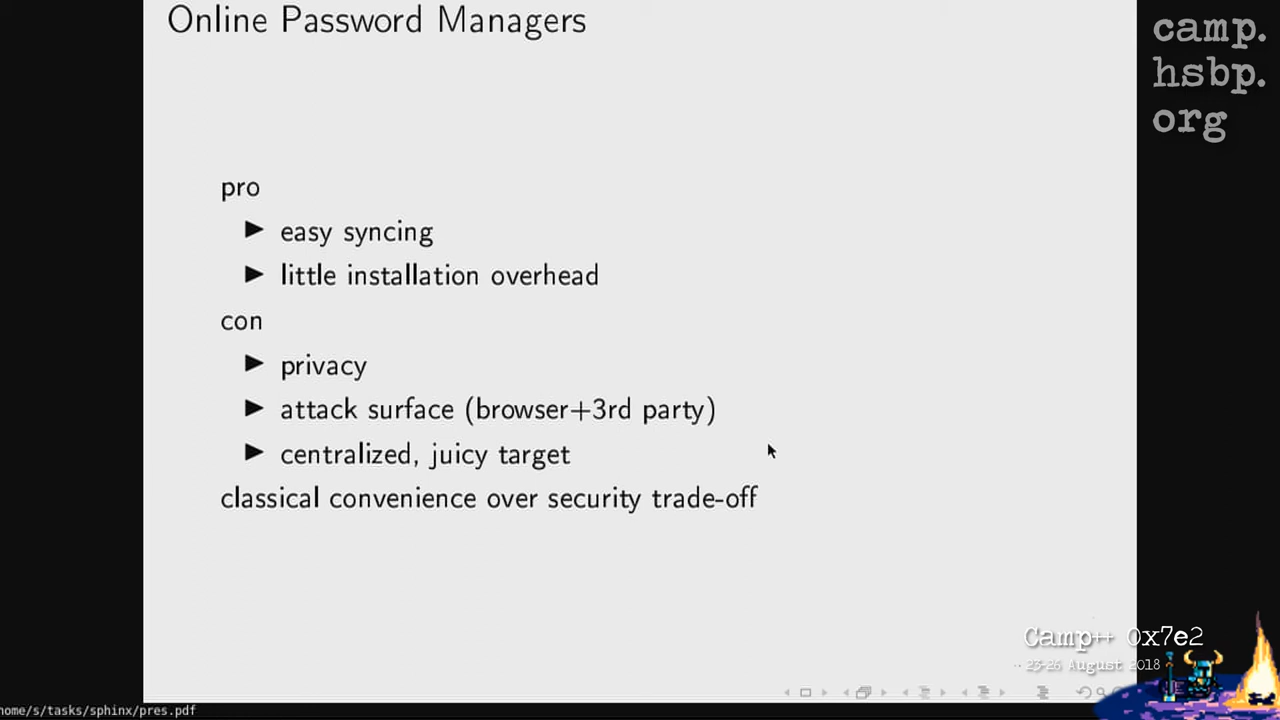 Online Password Managers
camp.
hsbp.
org
pro
▶ easy syncing
▶ little installation overhead
con
▶ privacy
▶ attack surface (browser+3rd party)
▶ centralized, juicy target
classical convenience over security trade-off
Camp++ 0x7e2
23-26 August 2018
home/s/tasks/sphinx/pres.pdf